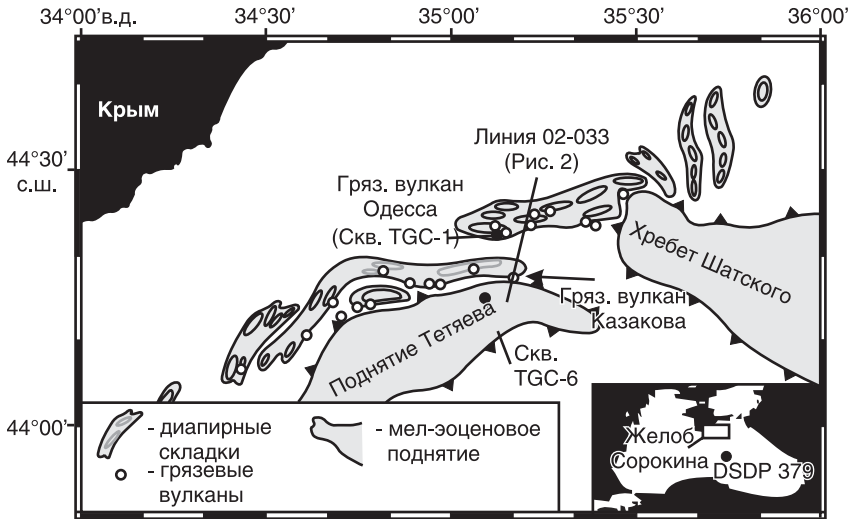 34°00'в.д.
34°30'
35°00'
35°30'
36°00'
Крым
44°30'
с.ш.
Линия 02-033
(Рис. 2)
Гряз. вулкан
Одесса
(Скв. TGC-1)
Хребет Шатского
Гряз. вулкан
Казакова
Поднятие Тетяева
Скв.
TGC-6
44°00'
- диапирные
складки
- грязевые
вулканы
- мел-эоценовое
поднятие
Желоб
Сорокина
DSDP 379